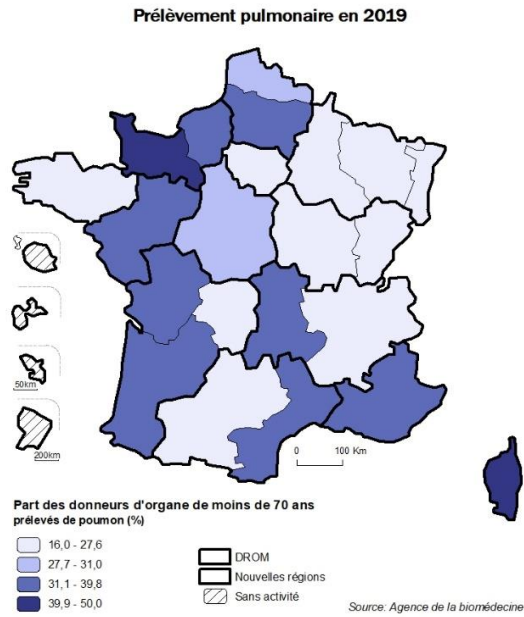 Prélèvement pulmonaire en 2019
50km
200km
0 100 Km
Part des donneurs d'organe de moins de 70 ans
prélevés de poumon (%)
16,0 - 27,6
27,7 - 31,0
31,1 - 39,8
39,9 - 50,0
DROM
Nouvelles régions
Sans activité
Source: Agence de la biomédecine